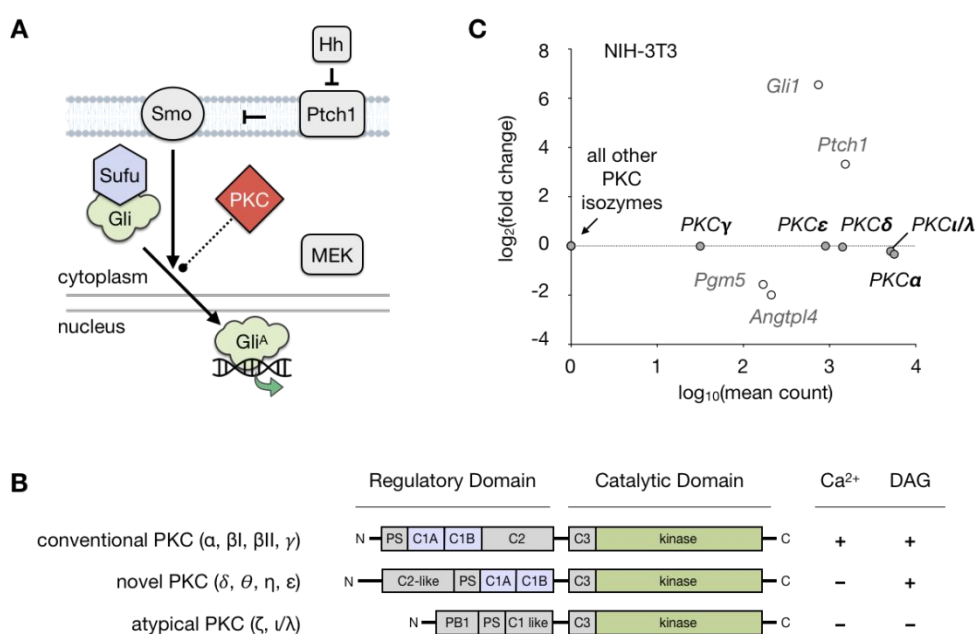 A
Hh
Smo
Ptch1
Sufu
Gli
PKC
MEK
cytoplasm
nucleus
Gliᴬ
C
NIH-3T3
log₂(fold change)
8
6
4
2
0
-2
-4
Gli1
Ptch1
all other
PKC
isozymes
PKCγ
PKCε
PKCδ
PKCι/λ
PKCα
Pgm5
Angtpl4
0
1
2
3
4
log₁₀(mean count)
B
Regulatory Domain Catalytic Domain Ca²⁺ DAG
conventional PKC (α, βI, βII, γ) N PS C1A C1B C2 C3 kinase C + +
novel PKC (δ, θ, η, ε) N C2-like PS C1A C1B C3 kinase C – +
atypical PKC (ζ, ι/λ) N PB1 PS C1 like C3 kinase C – –